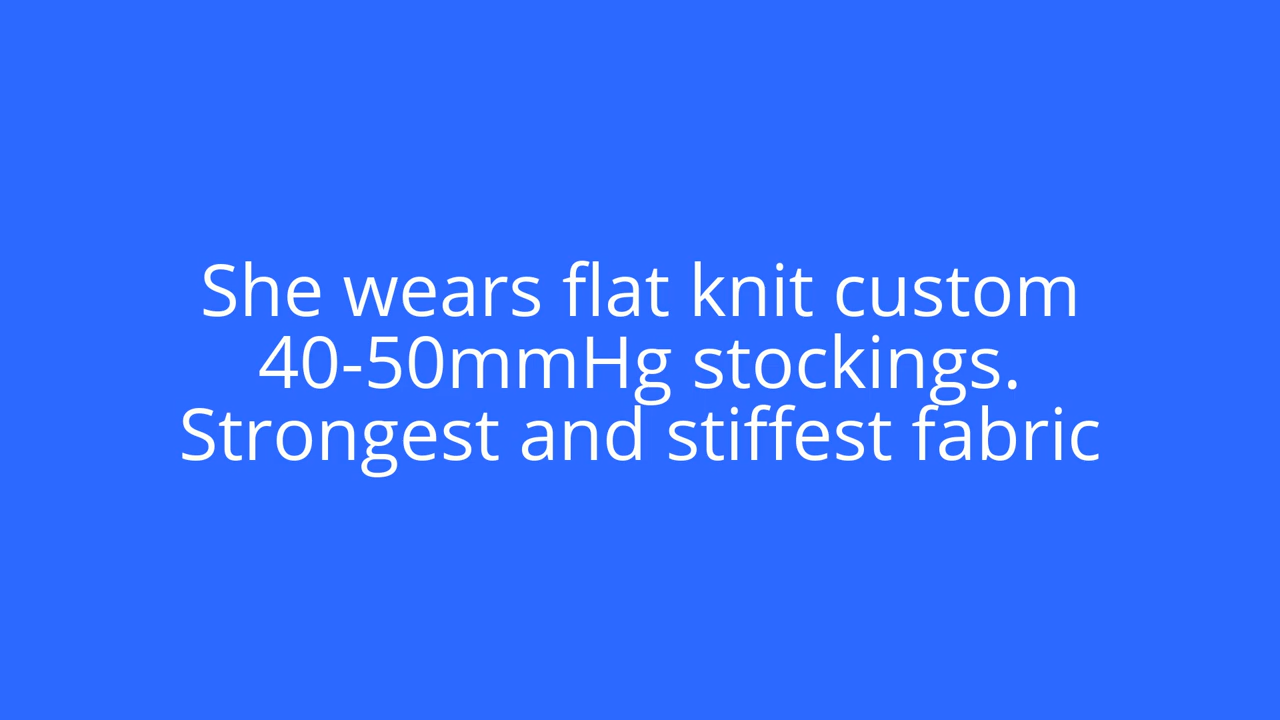 She wears flat knit custom
40-50mmHg stockings.
Strongest and stiffest fabric